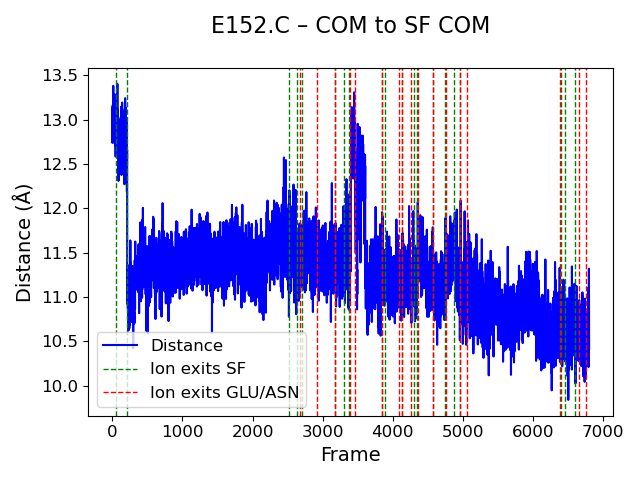 E152.C – COM to SF COM
13.5
13.0
12.5
12.0
11.5
11.0
10.5
10.0
Distance (Å)
Distance
Ion exits SF
Ion exits GLU/ASN
0 1000 2000 3000 4000 5000 6000 7000
Frame